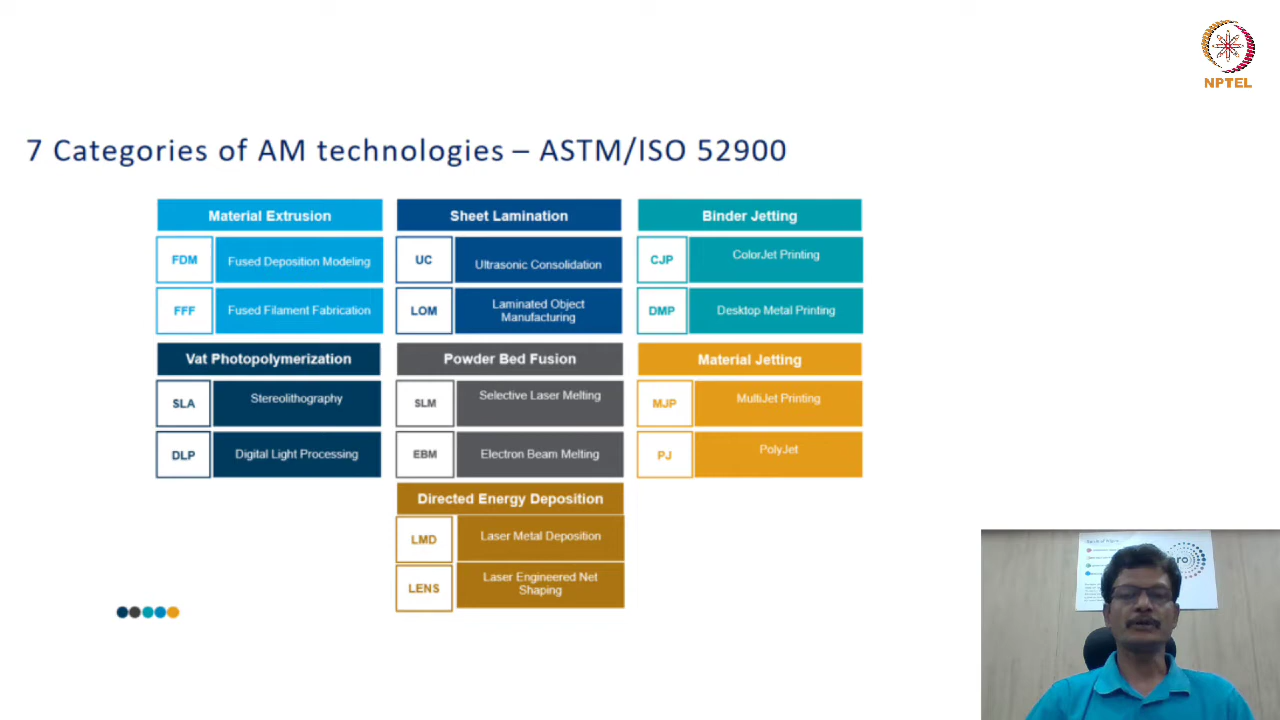 NPTEL
7 Categories of AM technologies – ASTM/ISO 52900
Material Extrusion
FDM
Fused Deposition Modeling
FFF
Fused Filament Fabrication
Sheet Lamination
UC
Ultrasonic Consolidation
LOM
Laminated Object
Manufacturing
Binder Jetting
CJP
ColorJet Printing
DMP
Desktop Metal Printing
Vat Photopolymerization
SLA
Stereolithography
DLP
Digital Light Processing
Powder Bed Fusion
SLM
Selective Laser Melting
EBM
Electron Beam Melting
Material Jetting
MJP
MultiJet Printing
PJ
PolyJet
Directed Energy Deposition
LMD
Laser Metal Deposition
LENS
Laser Engineered Net
Shaping